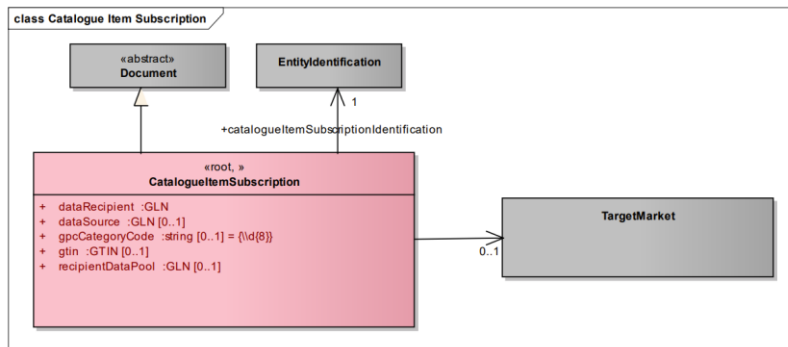 class Catalogue Item Subscription
«abstract»
Document
EntityIdentification
1
+catalogueItemSubscriptionIdentification
«root, »
CatalogueItemSubscription
+ dataRecipient :GLN
+ dataSource :GLN [0..1]
+ gpcCategoryCode :string [0..1] = {\\d{8}}
+ gtin :GTIN [0..1]
+ recipientDataPool :GLN [0..1]
TargetMarket
0..1